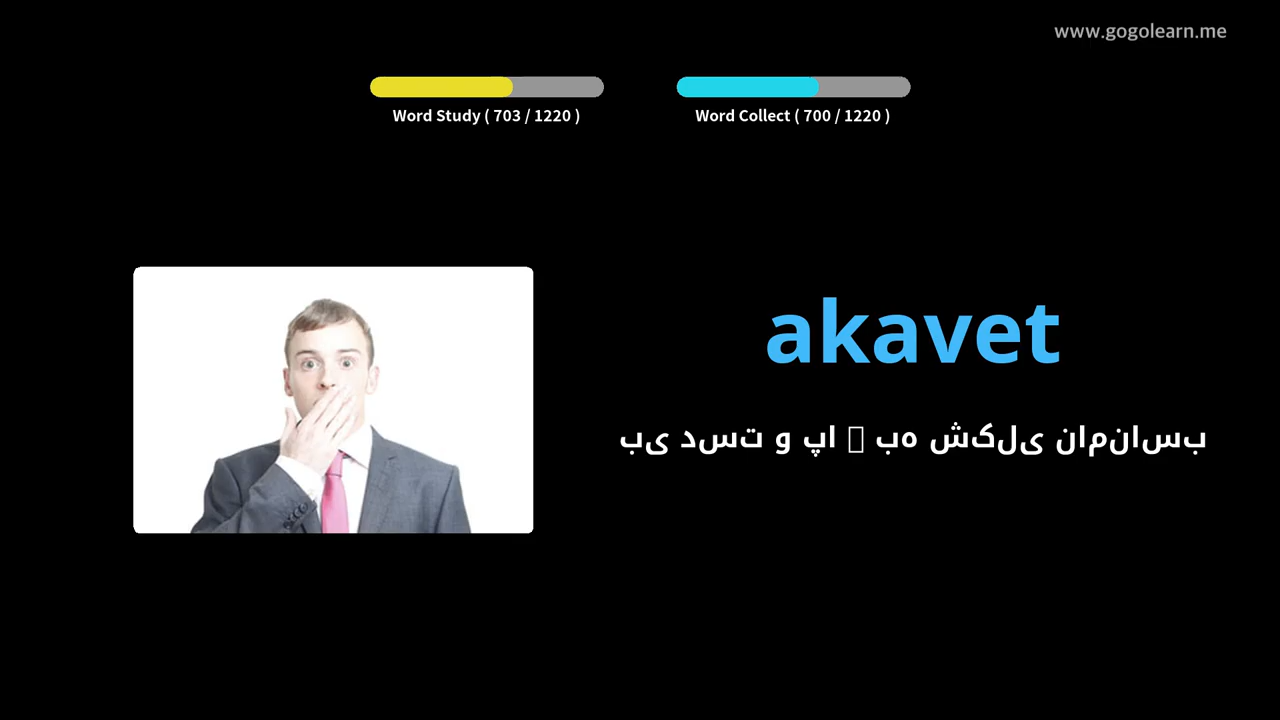 www.gogolearn.me
Word Study ( 703 / 1220 )
Word Collect ( 700 / 1220 )
akavet
بی دست و پا ▯ به شکلی نامناسب